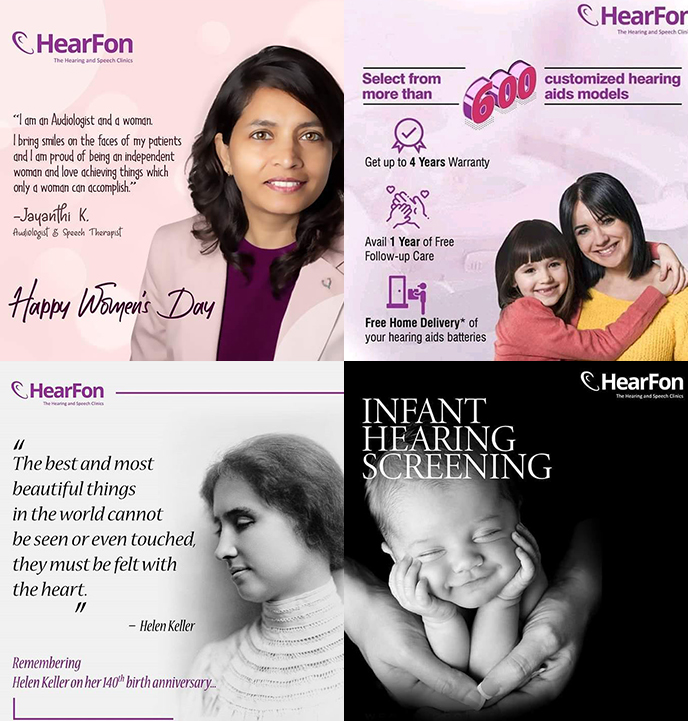 HearFon
The Hearing and Speech Clinics
“I am an Audiologist and a woman.
I bring smiles on the faces of my patients
and I am proud of being an independent
woman and love achieving things which
only a woman can accomplish.”
-Jayanthi K.
Audiologist & Speech Therapist
Happy Women's Day
HearFon
The Hearing and Speech Clini
Select from
more than
600
customized hearing
aids models
Get up to 4 Years Warranty
Avail 1 Year of Free
Follow-up Care
Free Home Delivery* of
your hearing aids batteries
HearFon
The Hearing and Speech Clinics
“
The best and most
beautiful things
in the world cannot
be seen or even touched,
they must be felt with
the heart.
”
– Helen Keller
Remembering
Helen Keller on her 140th birth anniversary...
HearFon
The Hearing and Speech Clinics
INFANT
HEARING
SCREENING